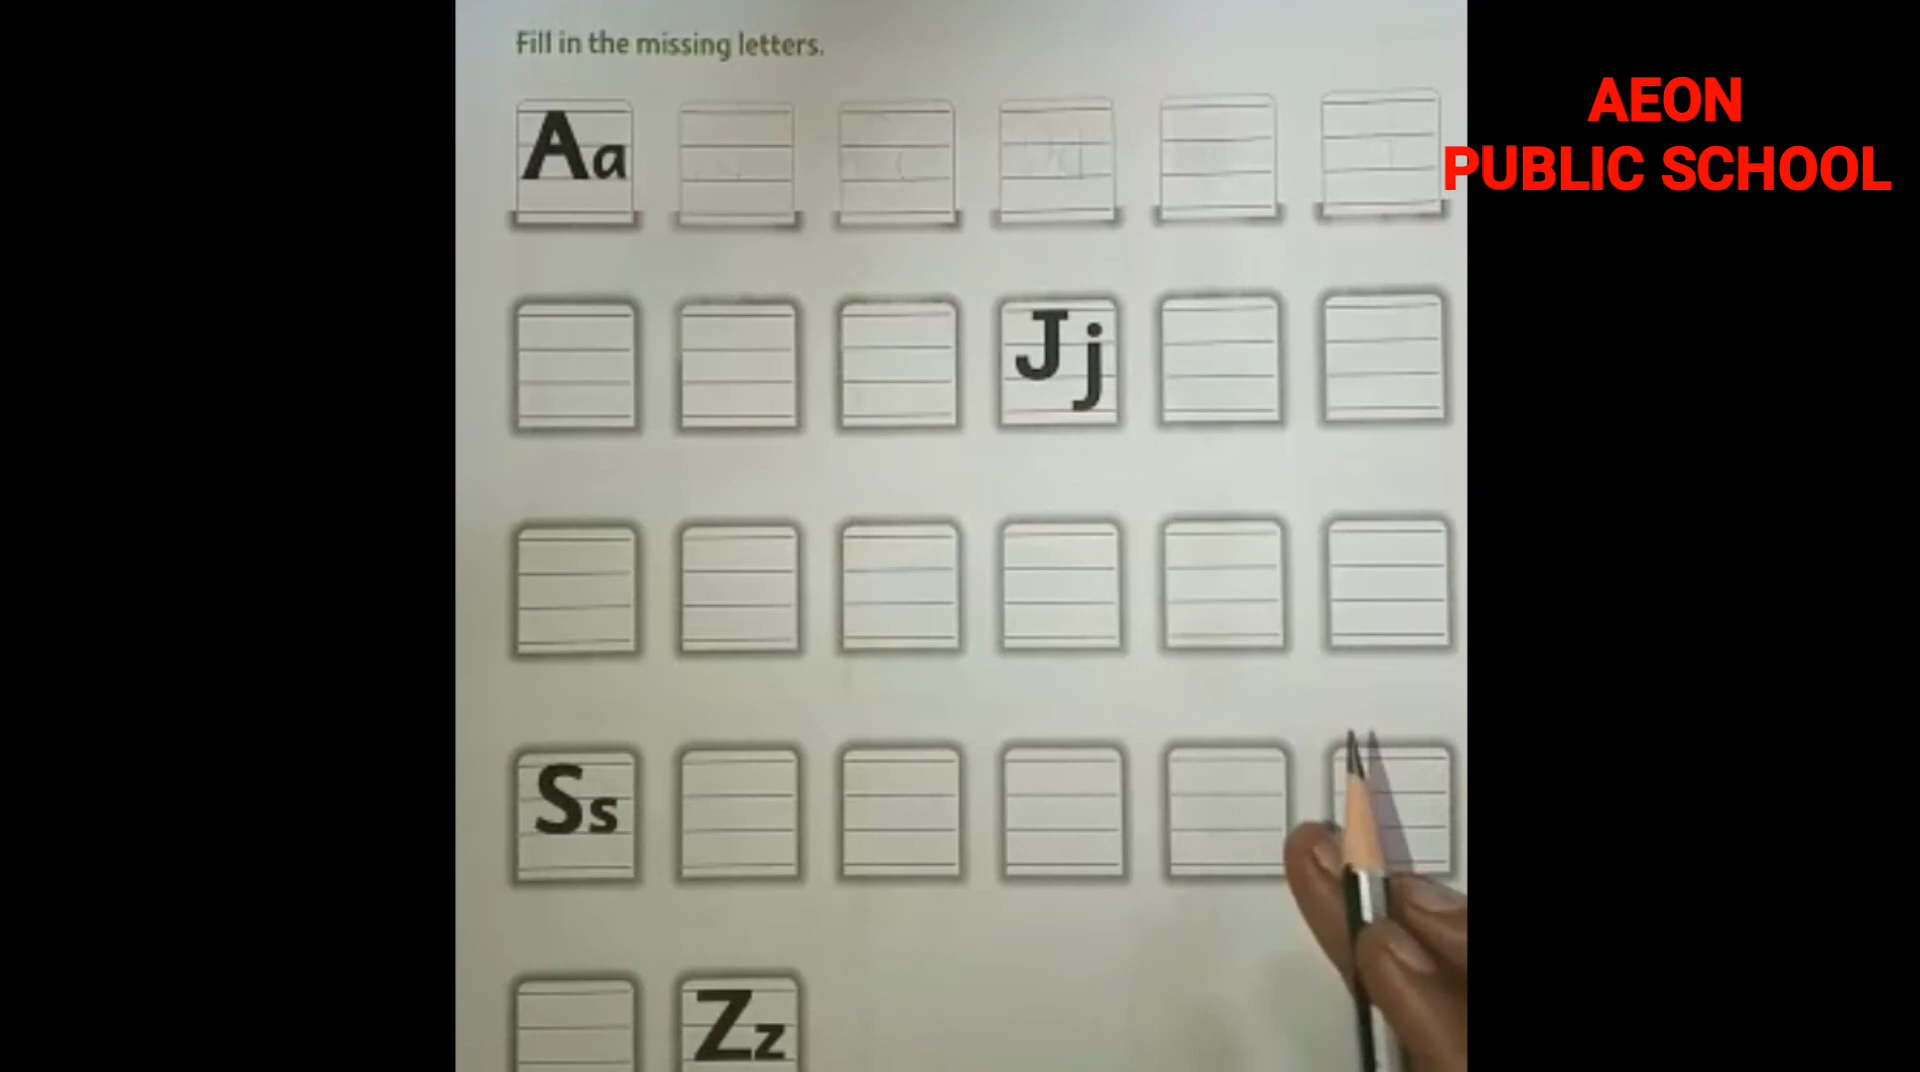 Fill in the missing letters.
AEON
PUBLIC SCHOOL
Aa
Jj
Ss
Zz